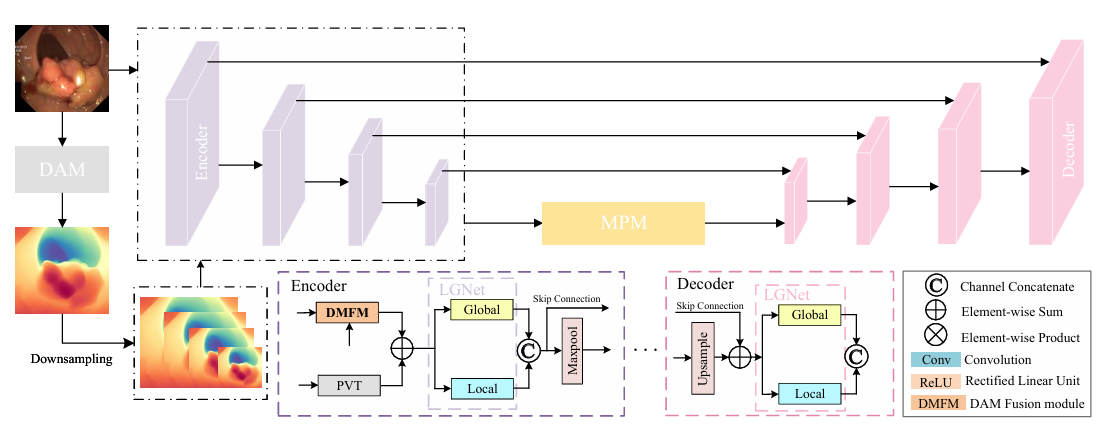 DAM
Encoder
MPM
Decoder
Downsampling
Encoder
LGNet
DMFM
PVT
Global
Local
Skip Connection
Maxpool
. . .
Decoder
LGNet
Skip Connection
Upsample
Global
Local
C Channel Concatenate
Element-wise Sum
Element-wise Product
Conv Convolution
ReLU Rectified Linear Unit
DMFM DAM Fusion module
C
C